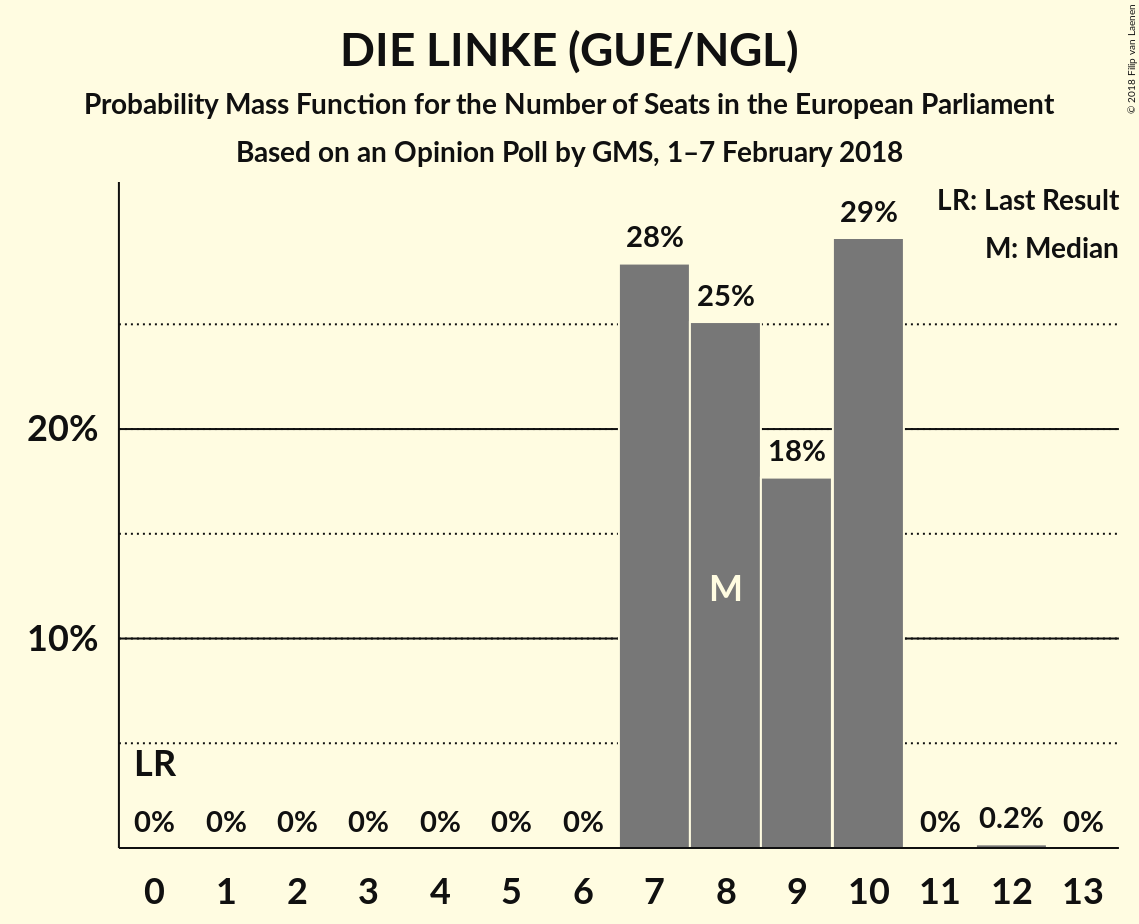 DIE LINKE (GUE/NGL)
Probability Mass Function for the Number of Seats in the European Parliament
Based on an Opinion Poll by GMS, 1–7 February 2018
© 2018 Filip van Laenen
LR: Last Result
M: Median
29%
28%
25%
20%
18%
M
10%
LR
0% 0% 0% 0% 0% 0% 0% 0% 0.2% 0%
0 1 2 3 4 5 6 7 8 9 10 11 12 13